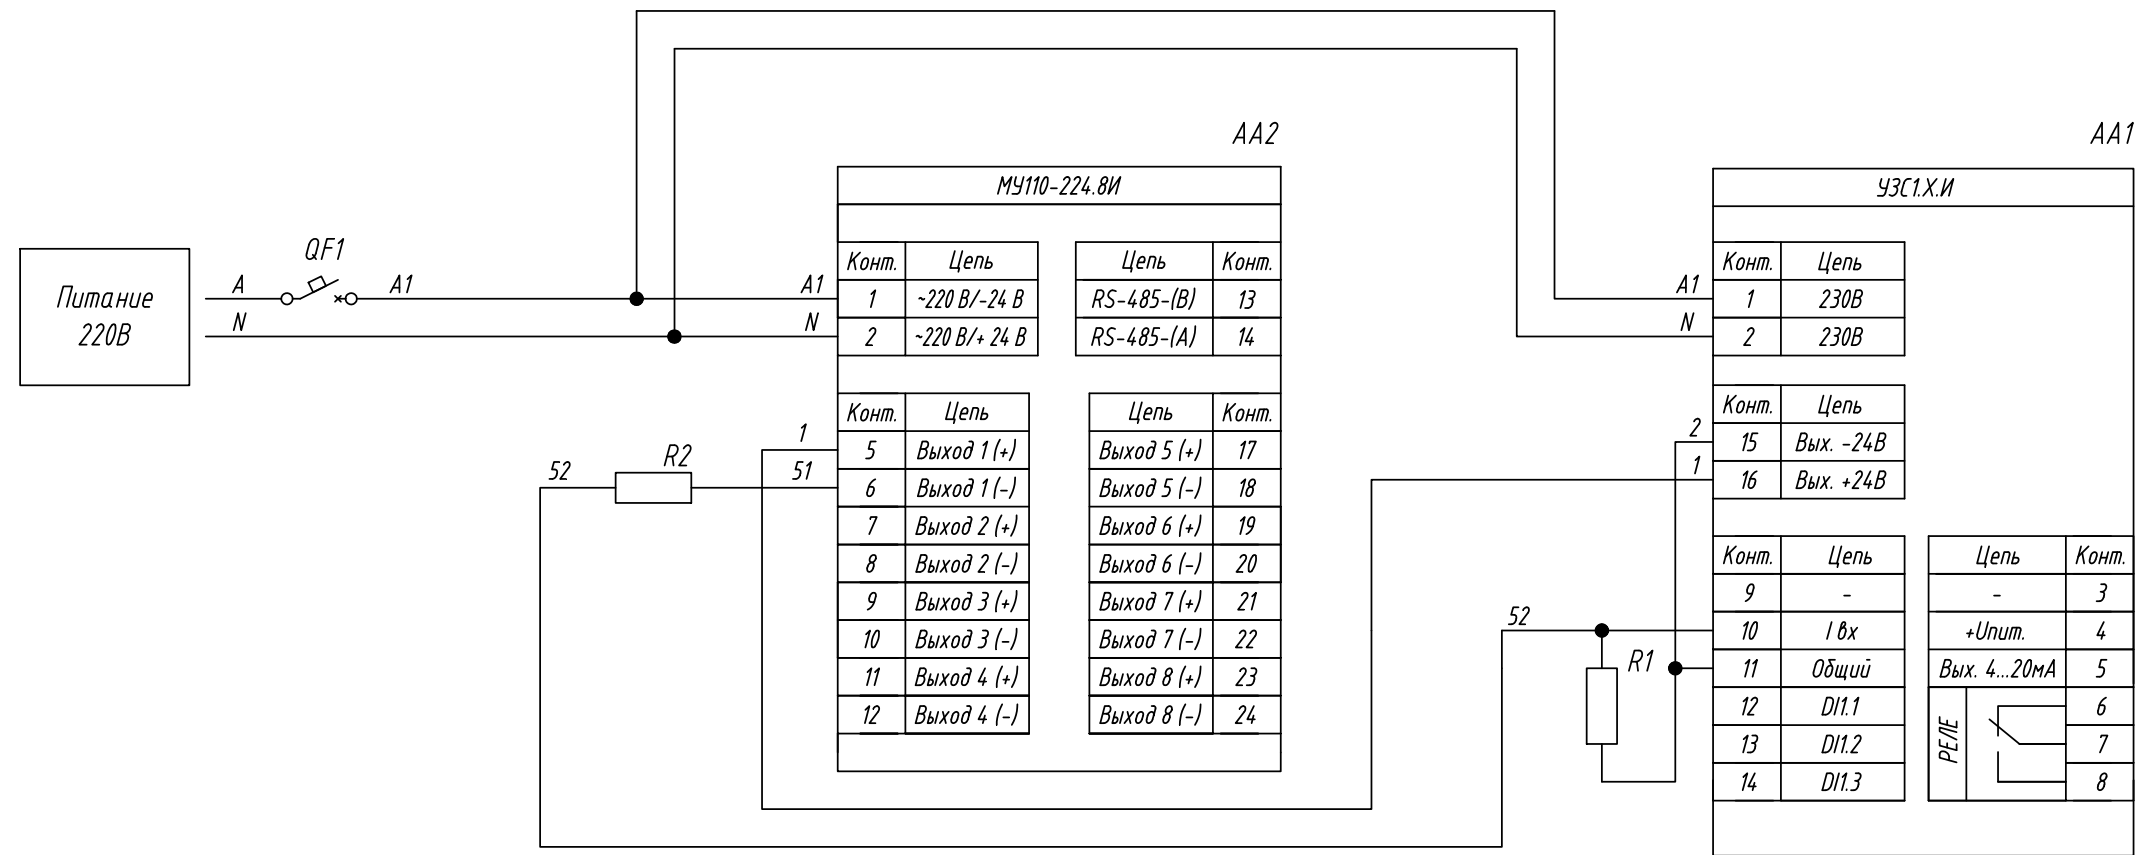 AA2
AA1
МУ110-224.8И
УЗС1.Х.И
Питание
220В
QF1
A
A1
N
A1
N
Конт. Цепь Цепь Конт.
1 ~220 В/-24 В RS-485-(B) 13
2 ~220 В/+ 24 В RS-485-(A) 14
Конт. Цепь Цепь Конт.
5 Выход 1 (+) Выход 5 (+) 17
6 Выход 1 (-) Выход 5 (-) 18
7 Выход 2 (+) Выход 6 (+) 19
8 Выход 2 (-) Выход 6 (-) 20
9 Выход 3 (+) Выход 7 (+) 21
10 Выход 3 (-) Выход 7 (-) 22
11 Выход 4 (+) Выход 8 (+) 23
12 Выход 4 (-) Выход 8 (-) 24
1
52
R2
51
A1
N
Конт. Цепь
1 230В
2 230В
2
1
Конт. Цепь
15 Вых. -24В
16 Вых. +24В
52
R1
Конт. Цепь Цепь Конт.
9 - - 3
10 I вх +Uпит. 4
11 Общий Вых. 4...20мА 5
12 DI1.1 6
13 DI1.2 7
14 DI1.3 8
РЕЛЕ